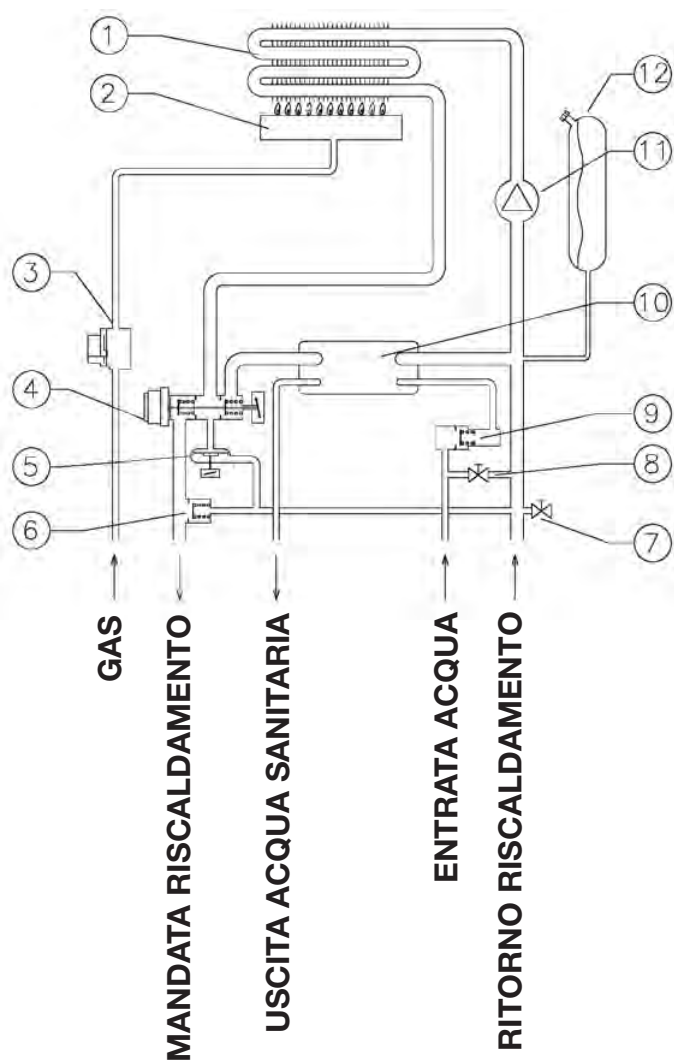 1
2
3
4
5
6
12
11
10
9
8
7
GAS
MANDATA RISCALDAMENTO
USCITA ACQUA SANITARIA
ENTRATA ACQUA
RITORNO RISCALDAMENTO